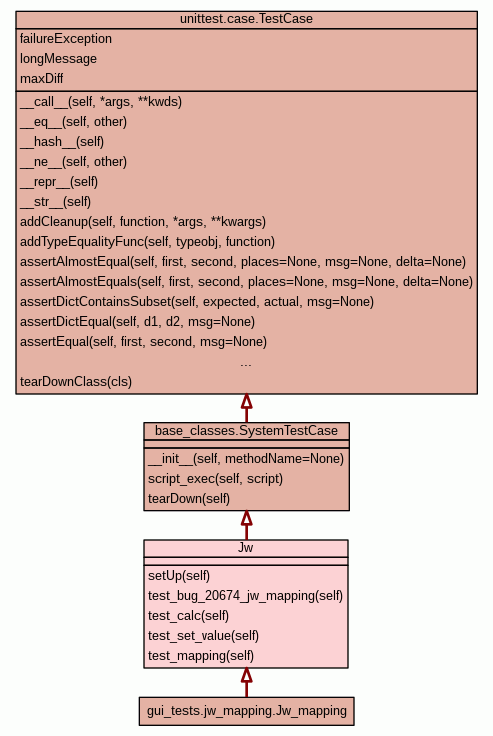 unittest.case.TestCase
failureException
longMessage
maxDiff
__call__(self, *args, **kwds)
__eq__(self, other)
__hash__(self)
__ne__(self, other)
__repr__(self)
__str__(self)
addCleanup(self, function, *args, **kwargs)
addTypeEqualityFunc(self, typeobj, function)
assertAlmostEqual(self, first, second, places=None, msg=None, delta=None)
assertAlmostEquals(self, first, second, places=None, msg=None, delta=None)
assertDictContainsSubset(self, expected, actual, msg=None)
assertDictEqual(self, d1, d2, msg=None)
assertEqual(self, first, second, msg=None)
...
tearDownClass(cls)
base_classes.SystemTestCase
__init__(self, methodName=None)
script_exec(self, script)
tearDown(self)
Jw
setUp(self)
test_bug_20674_jw_mapping(self)
test_calc(self)
test_set_value(self)
test_mapping(self)
gui_tests.jw_mapping.Jw_mapping